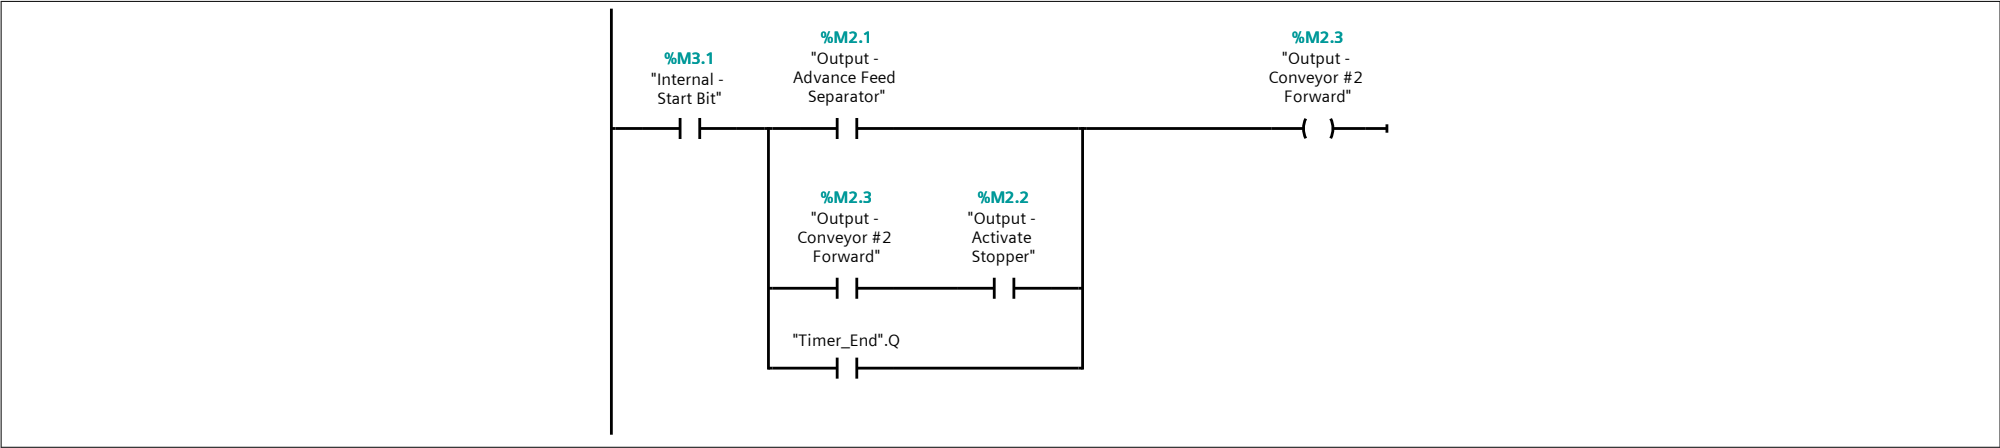 %M3.1
"Internal -
Start Bit"
%M2.1
"Output -
Advance Feed
Separator"
%M2.3
"Output -
Conveyor #2
Forward"
%M2.3
"Output -
Conveyor #2
Forward"
%M2.2
"Output -
Activate
Stopper"
"Timer_End".Q